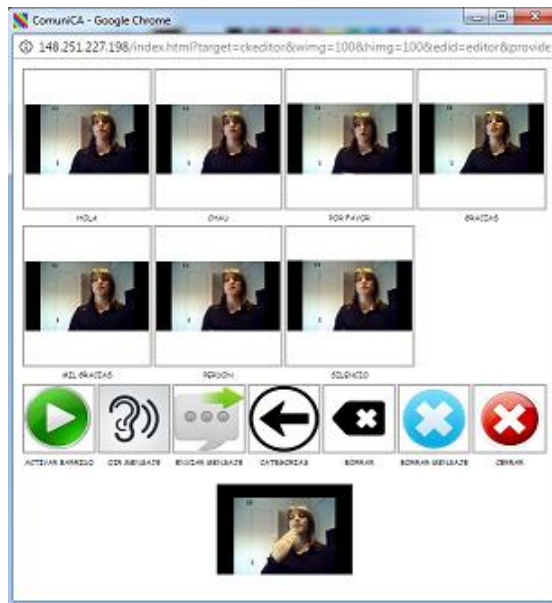 ComuniCA - Google Chrome
148.251.227.198/index.html?target=ckeditor&wimg=100&himg=100&edid=editor&provide
HOLA CHAU POR FAVOR GRACIAS
MIL GRACIAS PERDON SILENCIO
ACTIVAR BARRIDO OIR MENSAJE ENVIAR MENSAJE CATEGORIAS BORRAR BORRAR MENSAJE CERRAR